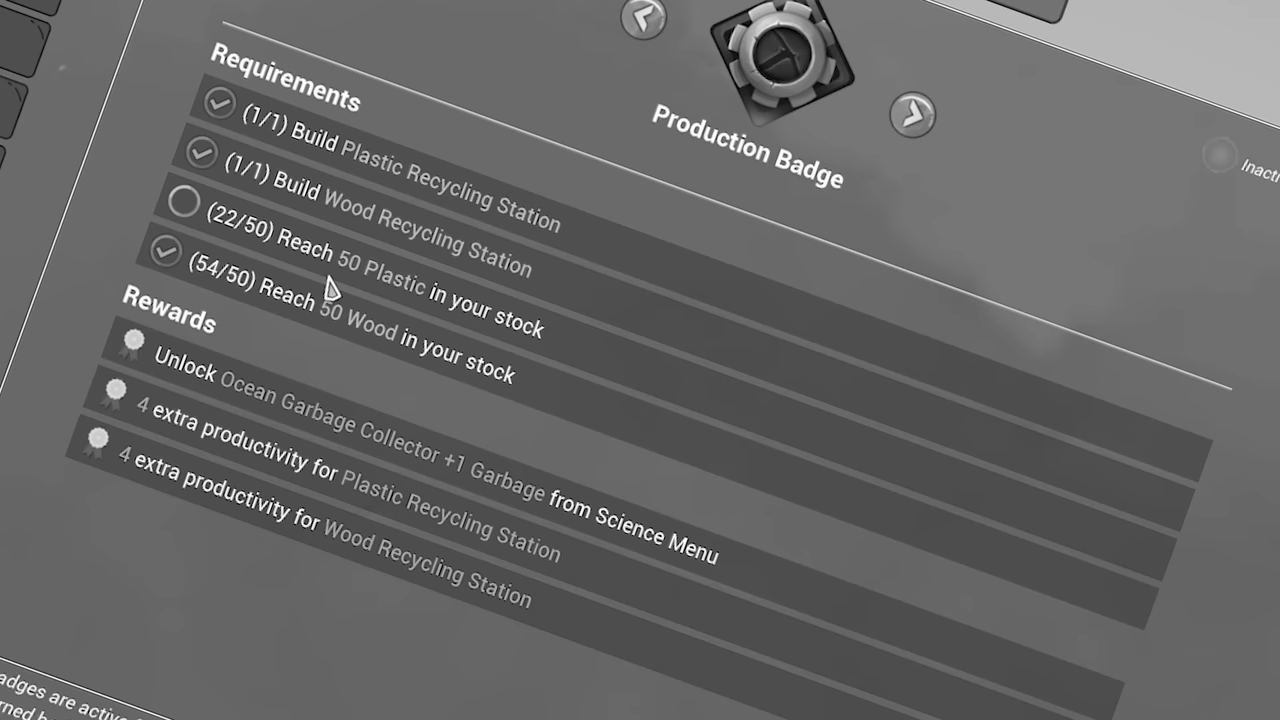 Production Badge
Requirements
(1/1) Build Plastic Recycling Station
(1/1) Build Wood Recycling Station
(22/50) Reach 50 Plastic in your stock
(54/50) Reach 50 Wood in your stock
Rewards
Unlock Ocean Garbage Collector +1 Garbage from Science Menu
4 extra productivity for Plastic Recycling Station
4 extra productivity for Wood Recycling Station
are